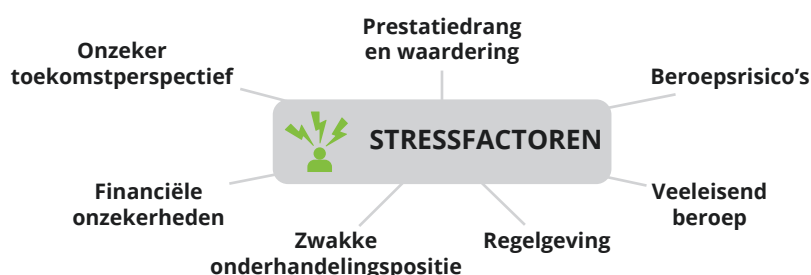 Prestatiedrang
en waardering
Onzeker
toekomstperspectief
Beroepsrisico's
STRESSFACTOREN
Financiële
onzekerheden
Veeleisend
beroep
Zwakke
onderhandelingspositie
Regelgeving